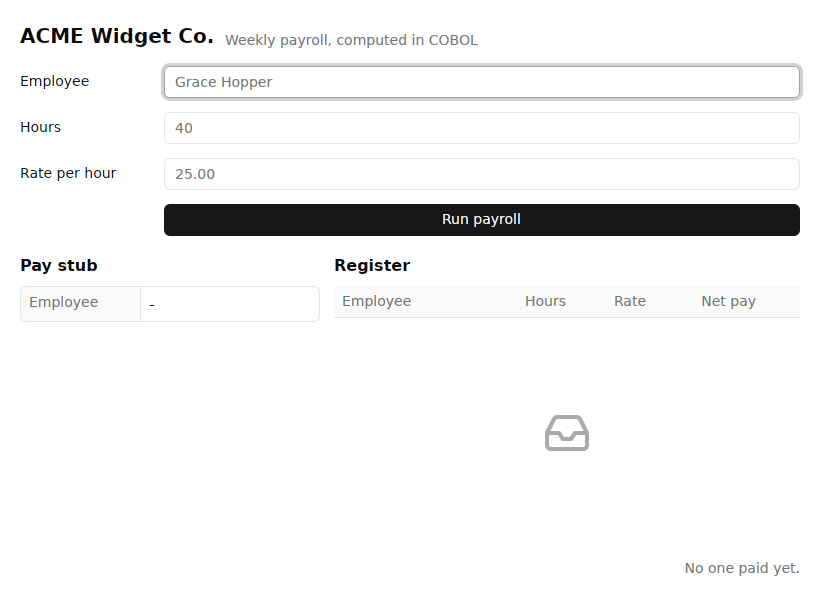 ACME Widget Co. Weekly payroll, computed in COBOL
Employee Grace Hopper
Hours 40
Rate per hour 25.00
Run payroll
Pay stub
Employee -
Register
Employee Hours Rate Net pay
No one paid yet.